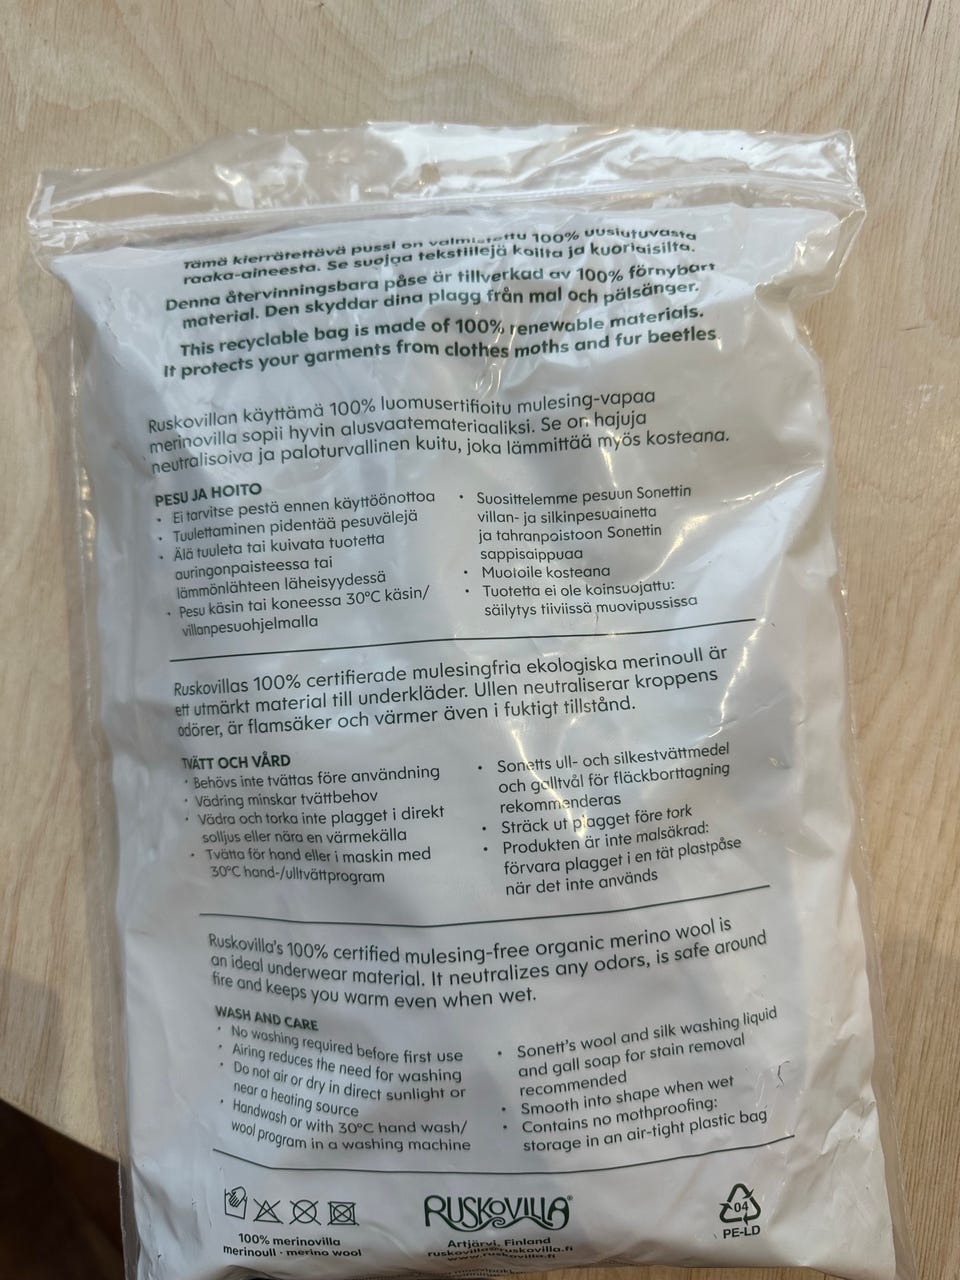 Tämä kierrätettävä pussi on valmistettu 100% uusiutuvasta
raaka-aineesta. Se suojaa tekstiilejä koilta ja kuoriaisilta.
Denna återvinningsbara påse är tillverkad av 100% förnybart
material. Den skyddar dina plagg från mal och pälsänger.
This recyclable bag is made of 100% renewable materials.
It protects your garments from clothes moths and fur beetles.
Ruskovillan käyttämä 100% luomusertifioitu mulesing-vapaa
merinovilla sopii hyvin alusvaatemateriaaliksi. Se on hajuja
neutralisoiva ja paloturvallinen kuitu, joka lämmittää myös kosteana.
PESU JA HOITO
• Ei tarvitse pestä ennen käyttöönottoa
• Tuulettaminen pidentää pesuvälejä
• Älä tuuleta tai kuivata tuotetta
auringonpaisteessa tai
lämmönlähteen läheisyydessä
• Pesu käsin tai koneessa 30°C käsin/
villanpesuohjelmalla
• Suosittelemme pesuun Sonettin
villan- ja silkinpesuainetta
ja tahranpoistoon Sonettin
sappisaippuaa
• Muotoile kosteana
• Tuotetta ei ole koinsuojattu:
säilytys tiiviissä muovipussissa
Ruskovillas 100% certifierade mulesingfria ekologiska merinoull är
ett utmärkt material till underkläder. Ullen neutraliserar kroppens
odörer, är flamsäker och värmer även i fuktigt tillstånd.
TVÄTT OCH VÅRD
• Behövs inte tvättas före användning
• Vädring minskar tvättbehov
• Vädra och torka inte plagget i direkt
solljus eller nära en värmekälla
• Tvätta för hand eller i maskin med
30°C hand-/ulltvättprogram
• Sonetts ull- och silkestvättmedel
och galltvål för fläckborttagning
rekommenderas
• Sträck ut plagget före tork
• Produkten är inte malsäkrad:
förvara plagget i en tät plastpåse
när det inte används
Ruskovilla's 100% certified mulesing-free organic merino wool is
an ideal underwear material. It neutralizes any odors, is safe around
fire and keeps you warm even when wet.
WASH AND CARE
• No washing required before first use
• Airing reduces the need for washing
• Do not air or dry in direct sunlight or
near a heating source
• Handwash or with 30°C hand wash/
wool program in a washing machine
• Sonett's wool and silk washing liquid
and gall soap for stain removal
recommended
• Smooth into shape when wet
• Contains no mothproofing:
storage in an air-tight plastic bag
100% merinovilla
merinoull · merino wool
RUSKOVILLA®
Artjärvi, Finland
ruskovilla@ruskovilla.fi
www.ruskovilla.fi
04
PE-LD